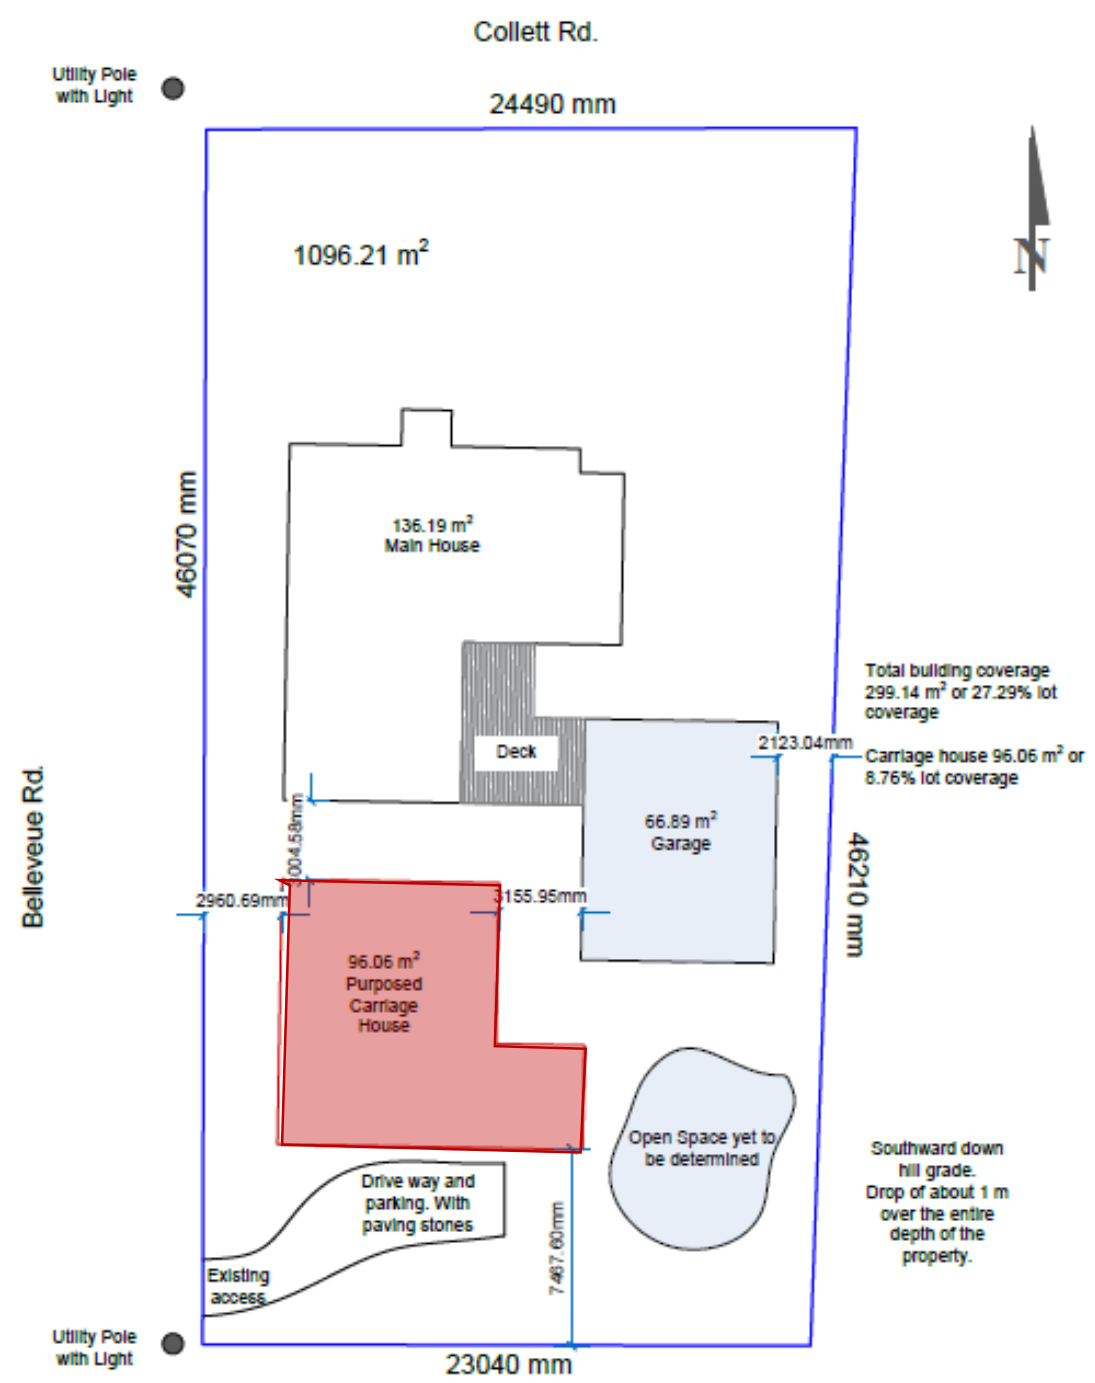 Collett Rd.
Utility Pole
with Light
24490 mm
N
1096.21 m²
46070 mm
136.19 m²
Main House
Total building coverage
299.14 m² or 27.29% lot
coverage
Deck
2123.04mm
Carriage house 96.06 m² or
8.76% lot coverage
Belleveue Rd.
3004.58mm
66.89 m²
Garage
46210 mm
2960.69mm
3155.95mm
96.06 m²
Purposed
Carriage
House
Open Space yet to
be determined
Southward down
hill grade.
Drop of about 1 m
over the entire
depth of the
property.
Drive way and
parking. With
paving stones
7467.60mm
Existing
access
Utility Pole
with Light
23040 mm